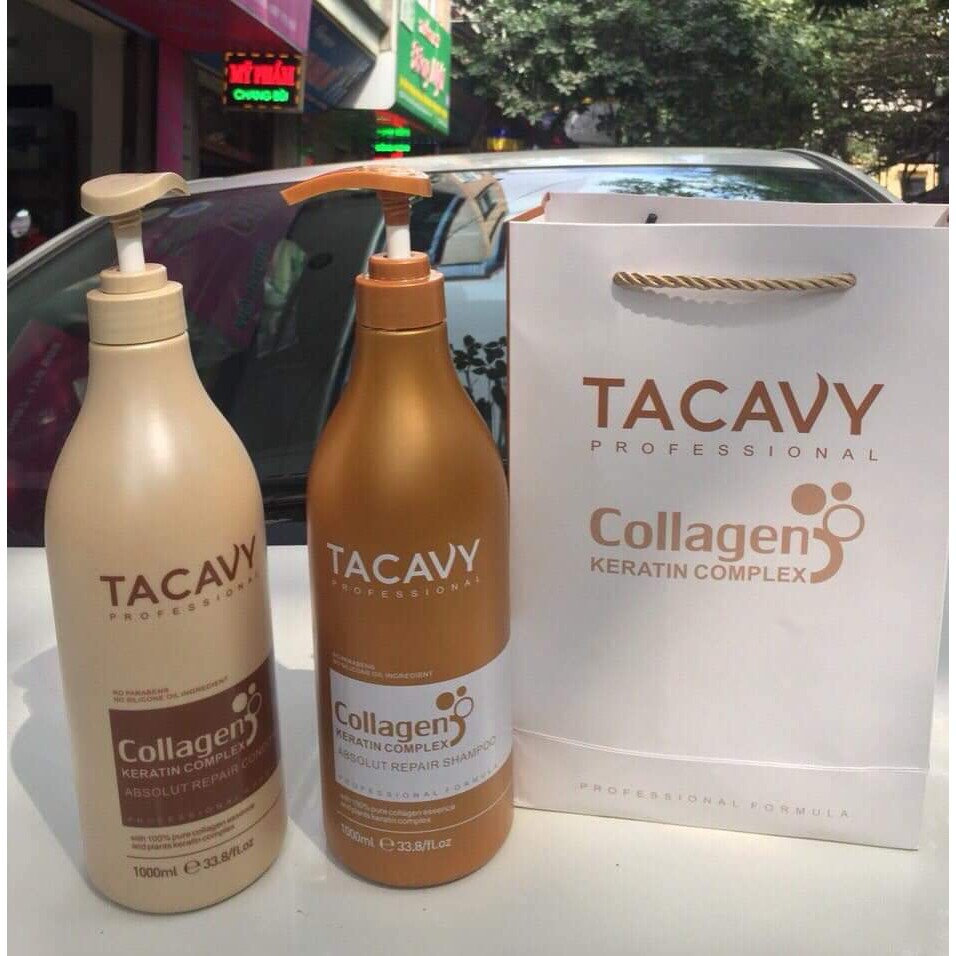 MỸ PHẨM
CHANG BÙI
TACAVY
PROFESSIONAL
NO PARABENS
NO SILICONE OIL INGREDIENT
Collagen
KERATIN COMPLEX
ABSOLUT REPAIR
PROFESSIONAL
with 100% pure collagen essence
and plants keratin complex
1000ml e 33.8/fl.oz
TACAVY
PROFESSIONAL
NO PARABENS
NO SILICONE OIL INGREDIENT
Collagen
KERATIN COMPLEX
ABSOLUT REPAIR SHAMPOO
PROFESSIONAL FORMULA
with 100% pure collagen essence
and plants keratin complex
1000ml e 33.8/fl.oz
TACAVY
PROFESSIONAL
Collagen
KERATIN COMPLEX
PROFESSIONAL FORMULA